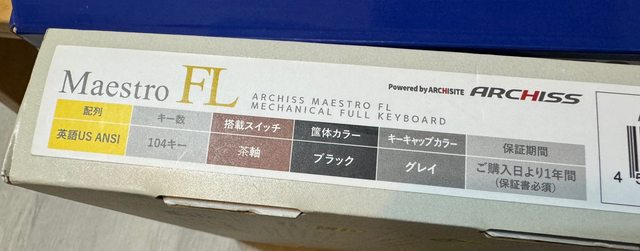 Maestro FL
ARCHISS MAESTRO FL
MECHANICAL FULL KEYBOARD
Powered by ARCHISITE ARCHISS
配列 キー数 搭載スイッチ 筐体カラー キーキャップカラー 保証期間
英語US ANSI 104キー 茶軸 ブラック グレイ ご購入日より1年間
(保証書必須)
4